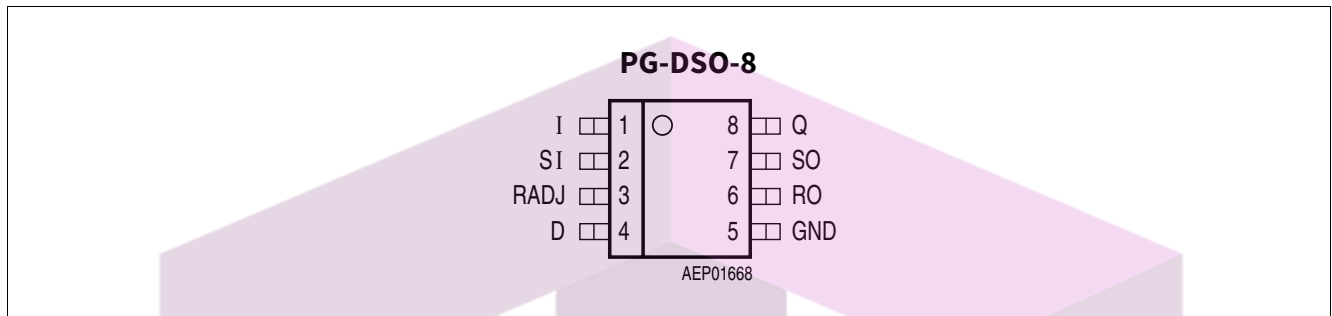 PG-DSO-8
I 1 8 Q
SI 2 7 SO
RADJ 3 6 RO
D 4 5 GND
AEP01668